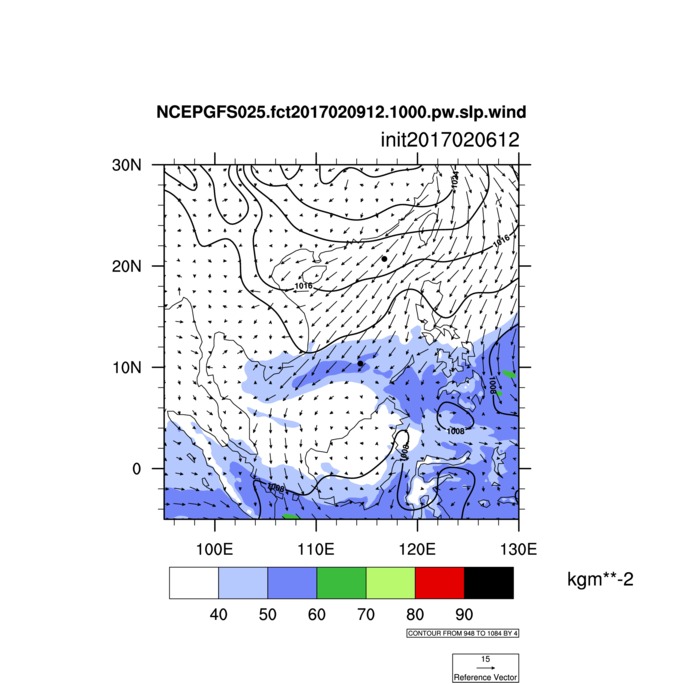 NCEPGFS025.fct2017020912.1000.pw.slp.wind
init2017020612
30N
20N
10N
0
100E 110E 120E 130E
1024
1016
1016
1008
1008
1008
1008
kgm**-2
40 50 60 70 80 90
CONTOUR FROM 948 TO 1084 BY 4
15
Reference Vector